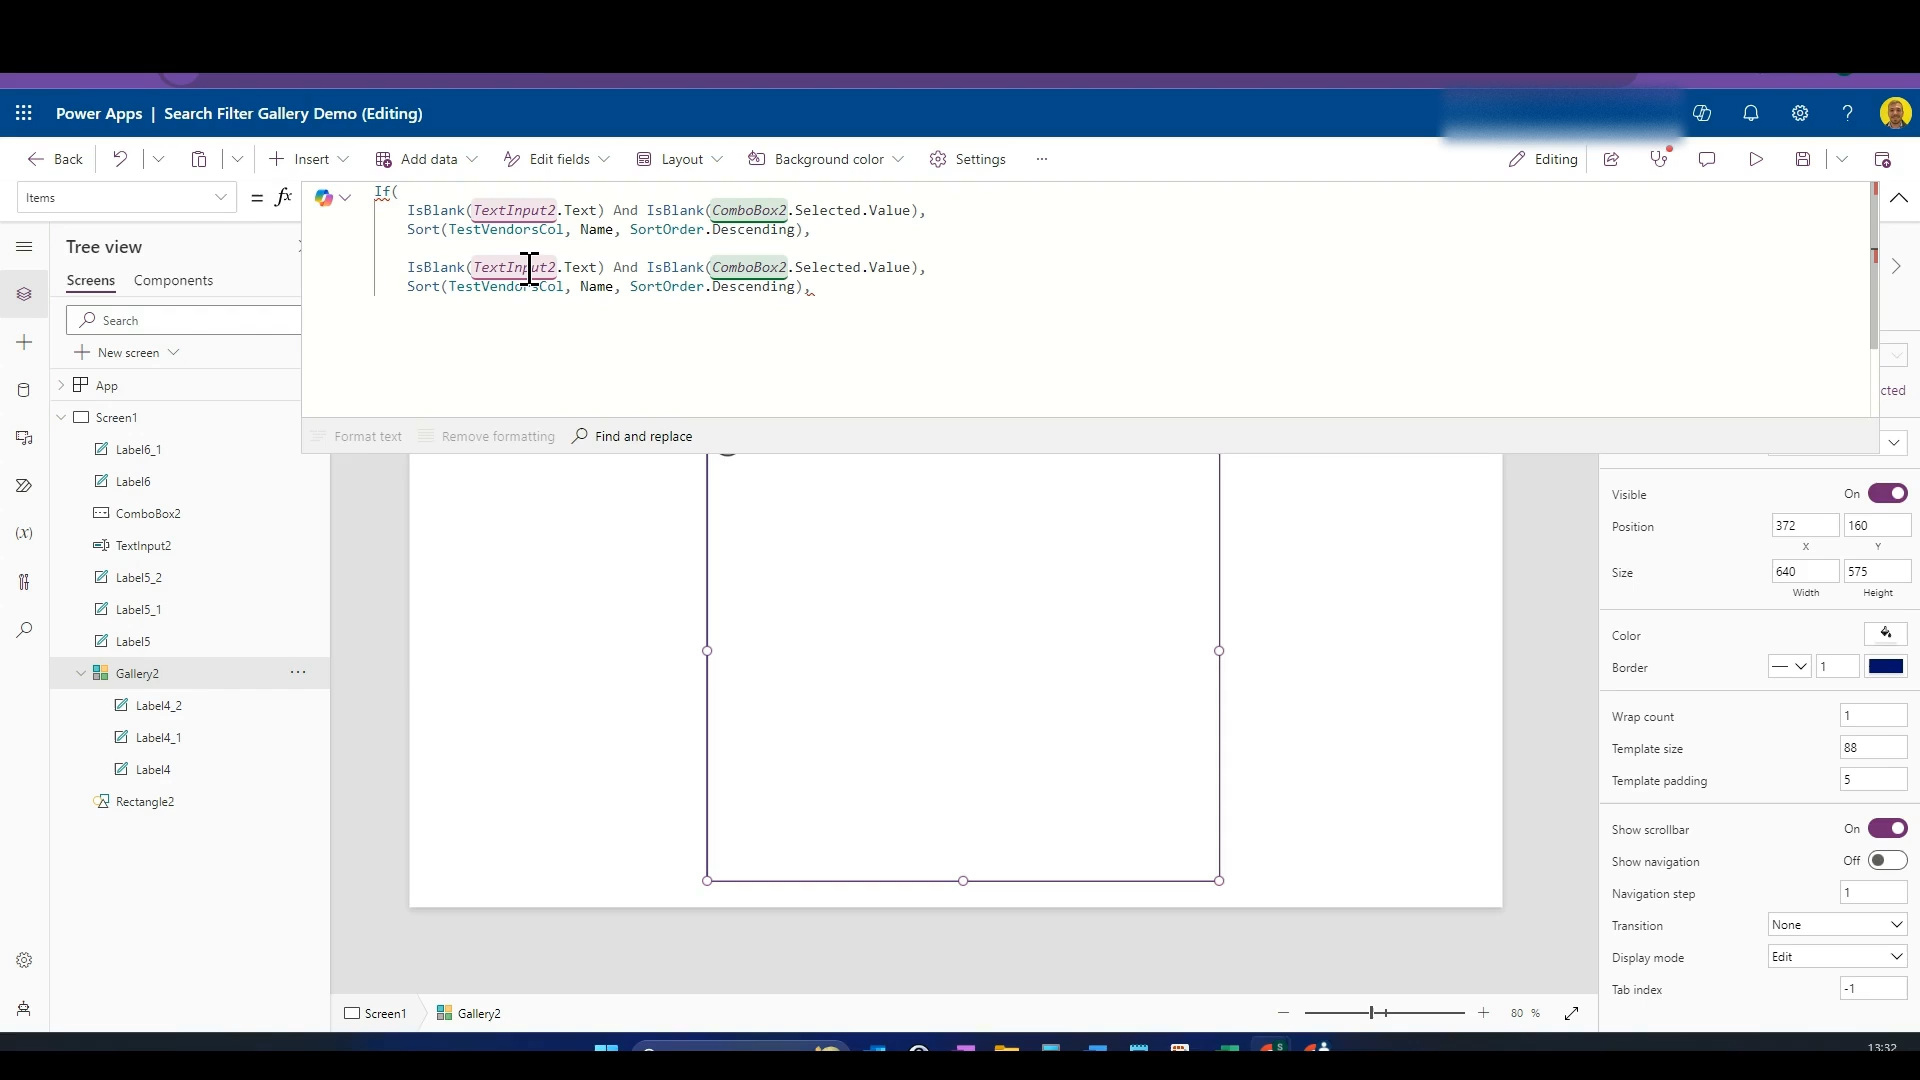 Power Apps | Search Filter Gallery Demo (Editing)
Back
Insert
Add data
Edit fields
Layout
Background color
Settings
Editing
Items
= fx
If(
IsBlank(TextInput2.Text) And IsBlank(ComboBox2.Selected.Value),
Sort(TestVendorsCol, Name, SortOrder.Descending),
IsBlank(TextInput2.Text) And IsBlank(ComboBox2.Selected.Value),
Sort(TestVendorsCol, Name, SortOrder.Descending),
Format text
Remove formatting
Find and replace
Tree view
Screens
Components
Search
New screen
App
Screen1
Label6_1
Label6
ComboBox2
TextInput2
Label5_2
Label5_1
Label5
Gallery2
Label4_2
Label4_1
Label4
Rectangle2
cted
Visible
On
Position
372
160
X
Y
Size
640
575
Width
Height
Color
Border
1
Wrap count
1
Template size
88
Template padding
5
Show scrollbar
On
Show navigation
Off
Navigation step
1
Transition
None
Display mode
Edit
Tab index
-1
Screen1
Gallery2
80 %
13:32